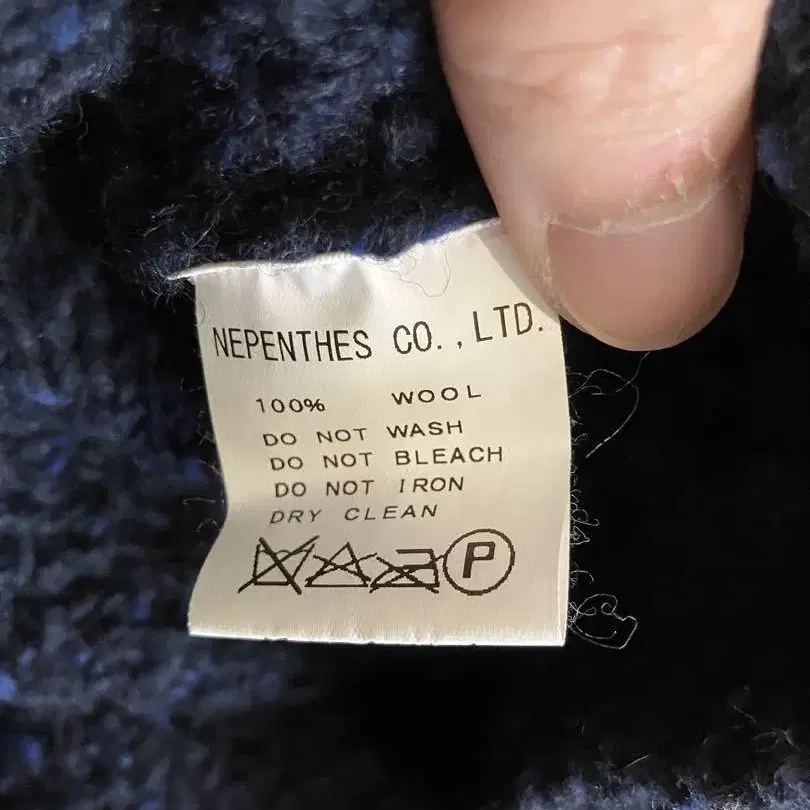 NEPENTHES CO., LTD.
100% WOOL
DO NOT WASH
DO NOT BLEACH
DO NOT IRON
DRY CLEAN
P